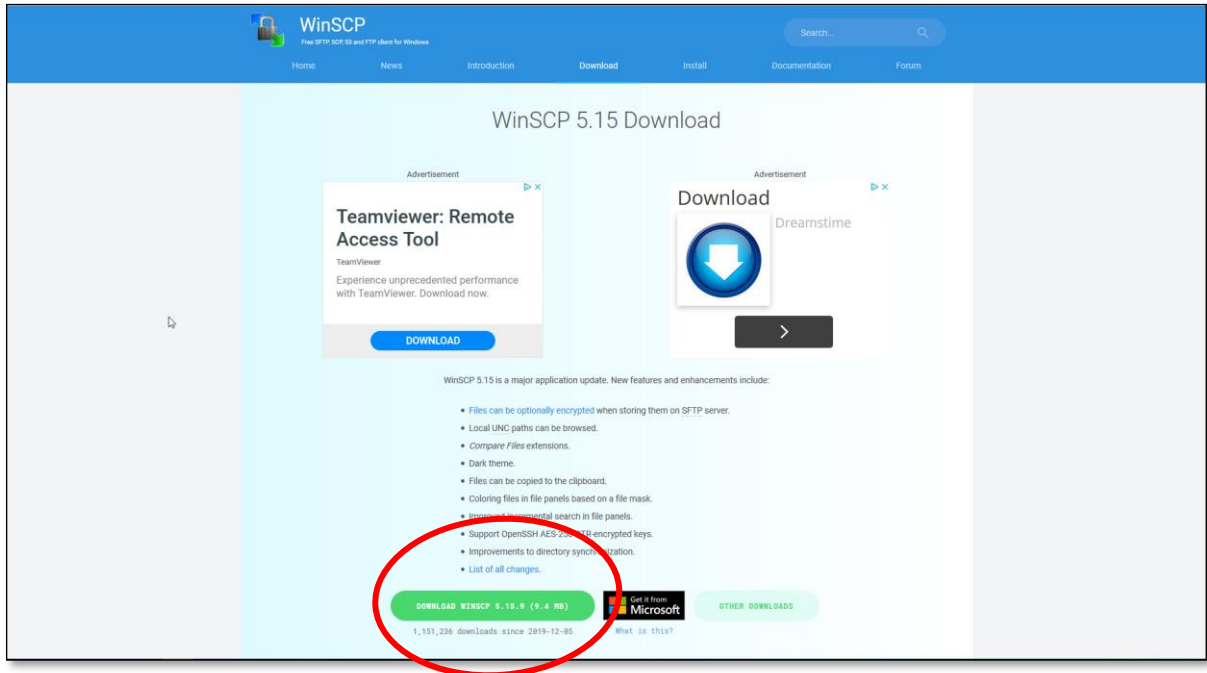 WinSCP
Free SFTP, SCP, S3 and FTP client for Windows
Search...
Home News Introduction Download Install Documentation Forum
WinSCP 5.15 Download
Advertisement
Teamviewer: Remote
Access Tool
TeamViewer
Experience unprecedented performance
with TeamViewer. Download now.
DOWNLOAD
Advertisement
Download
Dreamstime
WinSCP 5.15 is a major application update. New features and enhancements include:
• Files can be optionally encrypted when storing them on SFTP server.
• Local UNC paths can be browsed.
• Compare Files extensions.
• Dark theme.
• Files can be copied to the clipboard.
• Coloring files in file panels based on a file mask.
• Improved incremental search in file panels.
• Support OpenSSH AES-256-CTR-encrypted keys.
• Improvements to directory synchronization.
• List of all changes.
DOWNLOAD WINSCP 5.15.9 (9.4 MB)
1,151,236 downloads since 2019-12-05
Get it from
Microsoft
What is this?
OTHER DOWNLOADS